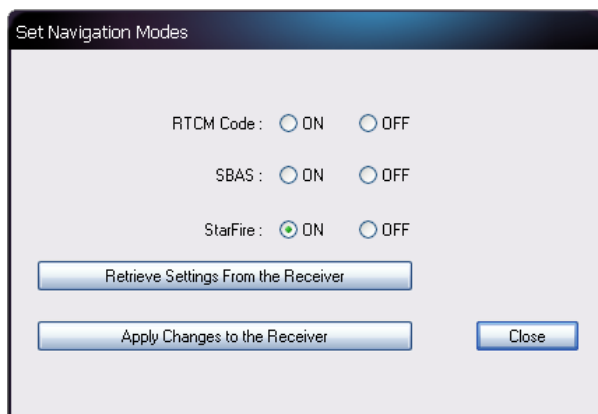 Set Navigation Modes
RTCM Code : ON OFF
SBAS : ON OFF
StarFire : ON OFF
Retrieve Settings From the Receiver
Apply Changes to the Receiver Close